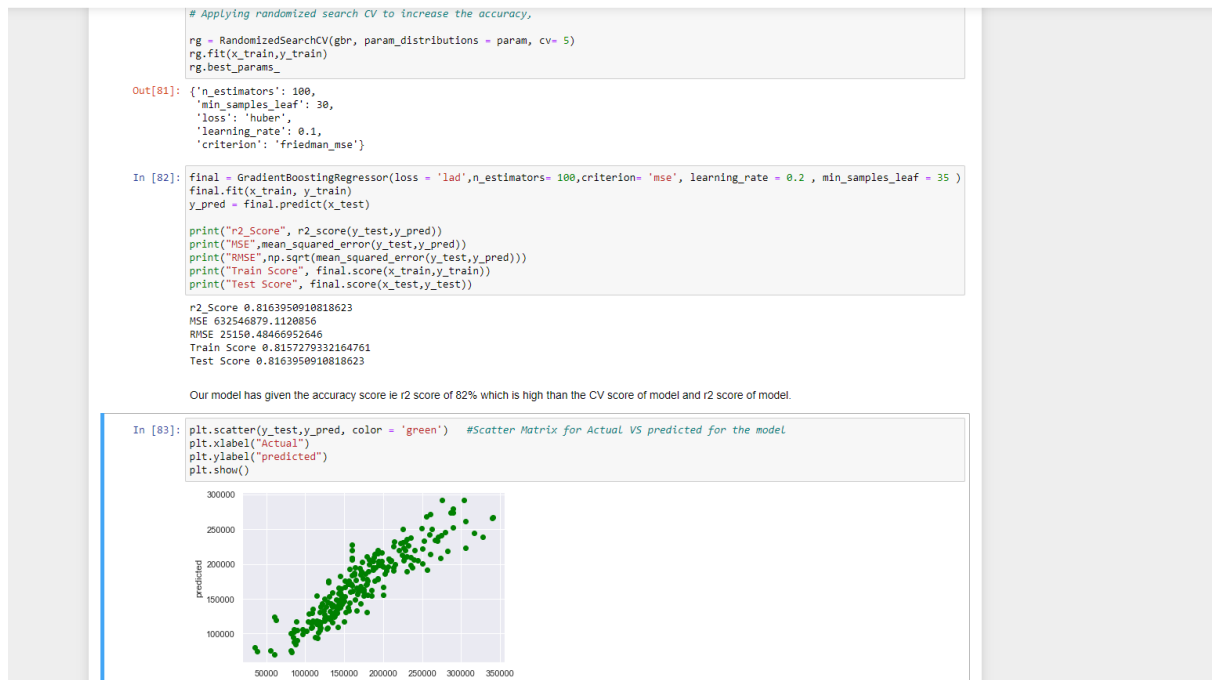 # Applying randomized search CV to increase the accuracy,
rg = RandomizedSearchCV(gbr, param_distributions = param, cv= 5)
rg.fit(x_train,y_train)
rg.best_params_
Out[81]: {'n_estimators': 100,
'min_samples_leaf': 30,
'loss': 'huber',
'learning_rate': 0.1,
'criterion': 'friedman_mse'}
In [82]: final = GradientBoostingRegressor(loss = 'lad',n_estimators= 100,criterion= 'mse', learning_rate = 0.2 , min_samples_leaf = 35 )
final.fit(x_train, y_train)
y_pred = final.predict(x_test)
print("r2_Score", r2_score(y_test,y_pred))
print("MSE",mean_squared_error(y_test,y_pred))
print("RMSE",np.sqrt(mean_squared_error(y_test,y_pred)))
print("Train Score", final.score(x_train,y_train))
print("Test Score", final.score(x_test,y_test))
r2_Score 0.8163950910818623
MSE 632546879.1120856
RMSE 25150.48466952646
Train Score 0.8157279332164761
Test Score 0.8163950910818623
Our model has given the accuracy score ie r2 score of 82% which is high than the CV score of model and r2 score of model.
In [83]: plt.scatter(y_test,y_pred, color = 'green')   #Scatter Matrix for Actual VS predicted for the model
plt.xlabel("Actual")
plt.ylabel("predicted")
plt.show()
300000
250000
200000
150000
100000
predicted
50000 100000 150000 200000 250000 300000 350000